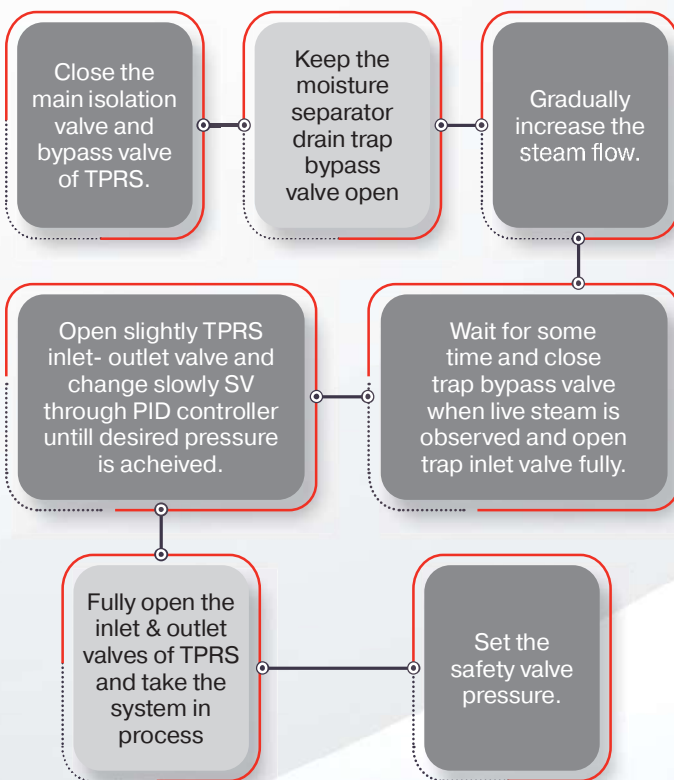 Close the
main isolation
valve and
bypass valve
of TPRS.
Keep the
moisture
separator
drain trap
bypass
valve open
Gradually
increase the
steam flow.
Wait for some
time and close
trap bypass valve
when live steam is
observed and open
trap inlet valve fully.
Open slightly TPRS
inlet- outlet valve and
change slowly SV
through PID controller
untill desired pressure
is acheived.
Fully open the
inlet & outlet
valves of TPRS
and take the
system in
process
Set the
safety valve
pressure.